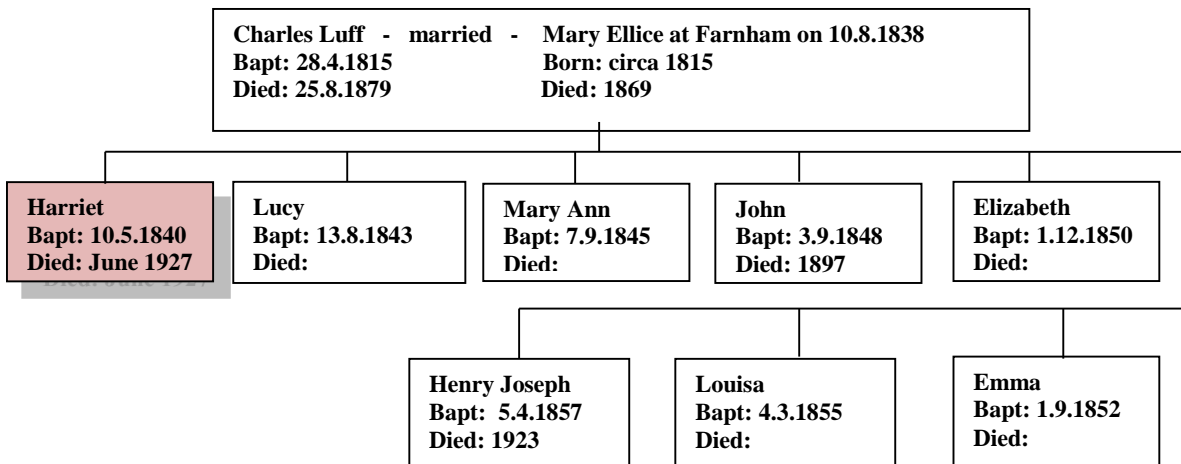 Charles Luff - married - Mary Ellice at Farnham on 10.8.1838
Bapt: 28.4.1815 Born: circa 1815
Died: 25.8.1879 Died: 1869
Harriet
Bapt: 10.5.1840
Died: June 1927
Lucy
Bapt: 13.8.1843
Died:
Mary Ann
Bapt: 7.9.1845
Died:
John
Bapt: 3.9.1848
Died: 1897
Elizabeth
Bapt: 1.12.1850
Died:
Henry Joseph
Bapt: 5.4.1857
Died: 1923
Louisa
Bapt: 4.3.1855
Died:
Emma
Bapt: 1.9.1852
Died: